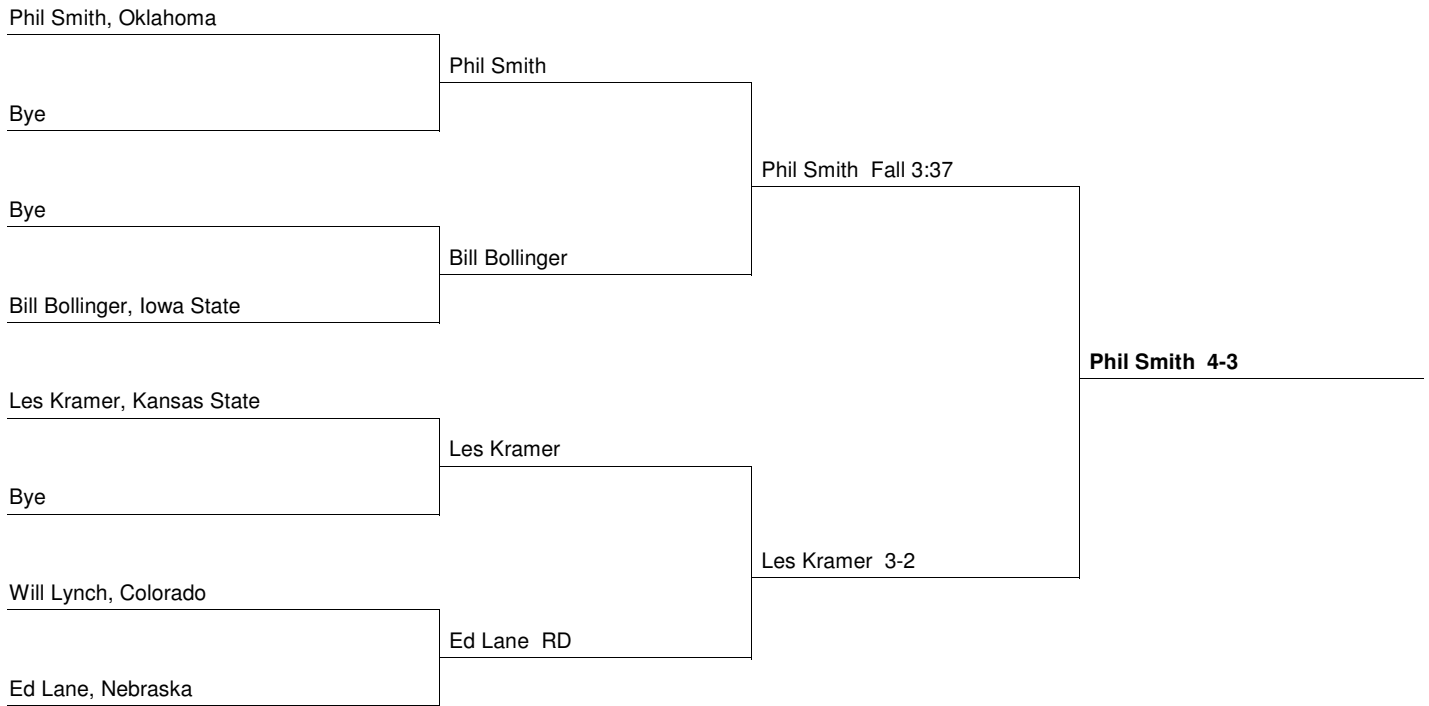 Phil Smith, Oklahoma
Phil Smith
Bye
Phil Smith  Fall 3:37
Bye
Bill Bollinger
Bill Bollinger, Iowa State
Phil Smith  4-3
Les Kramer, Kansas State
Les Kramer
Bye
Les Kramer  3-2
Will Lynch, Colorado
Ed Lane  RD
Ed Lane, Nebraska